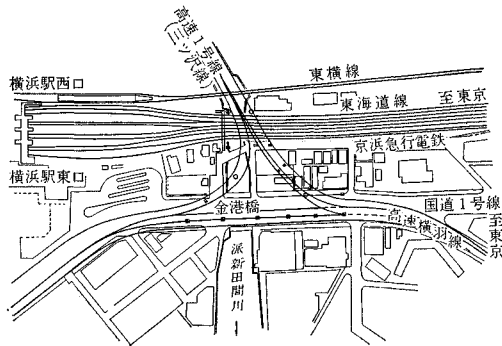 高速1号線
(三ツ沢線)
横浜駅西口
東横線
東海道線
至東京
京浜急行電鉄
横浜駅東口
国道1号線
金港橋
高速横羽線
至東京
派新田間川